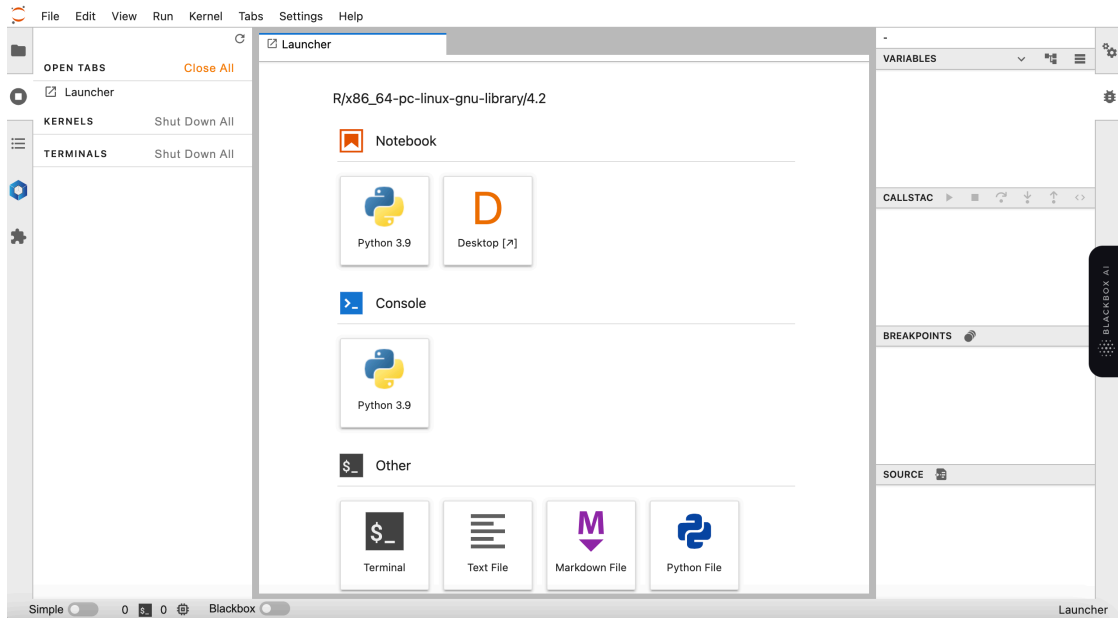 File Edit View Run Kernel Tabs Settings Help
OPEN TABS Close All
Launcher
KERNELS Shut Down All
TERMINALS Shut Down All
Launcher
R/x86_64-pc-linux-gnu-library/4.2
Notebook
Python 3.9
D
Desktop [↗]
Console
Python 3.9
$_ Other
$_
Terminal
Text File
M
Markdown File
Python File
-
VARIABLES
CALLSTAC
BREAKPOINTS
SOURCE
BLACKBOX AI
Simple 0 $_ 0 Blackbox Launcher